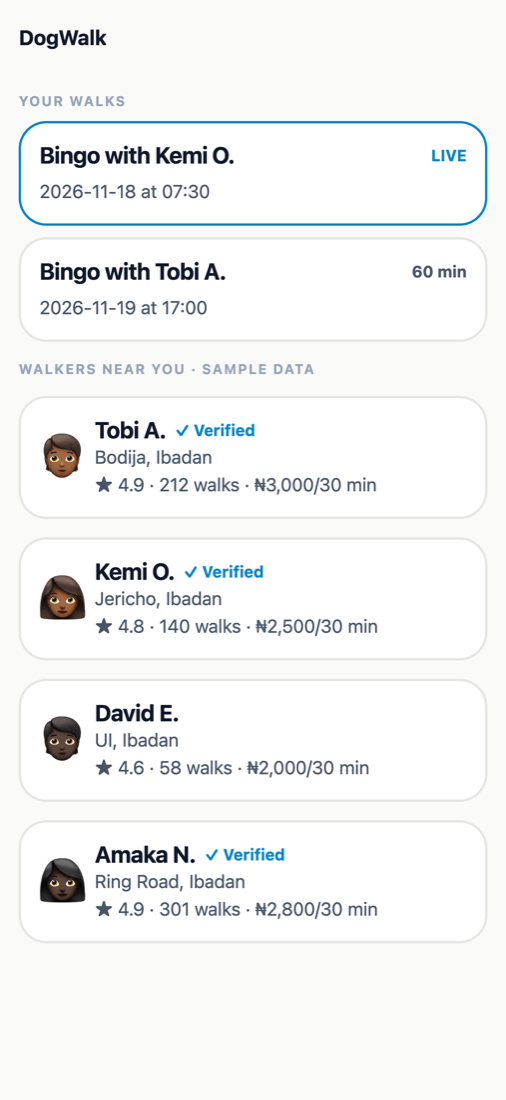 DogWalk
YOUR WALKS
Bingo with Kemi O.
LIVE
2026-11-18 at 07:30
Bingo with Tobi A.
60 min
2026-11-19 at 17:00
WALKERS NEAR YOU · SAMPLE DATA
Tobi A. ✓ Verified
Bodija, Ibadan
★ 4.9 · 212 walks · ₦3,000/30 min
Kemi O. ✓ Verified
Jericho, Ibadan
★ 4.8 · 140 walks · ₦2,500/30 min
David E.
UI, Ibadan
★ 4.6 · 58 walks · ₦2,000/30 min
Amaka N. ✓ Verified
Ring Road, Ibadan
★ 4.9 · 301 walks · ₦2,800/30 min